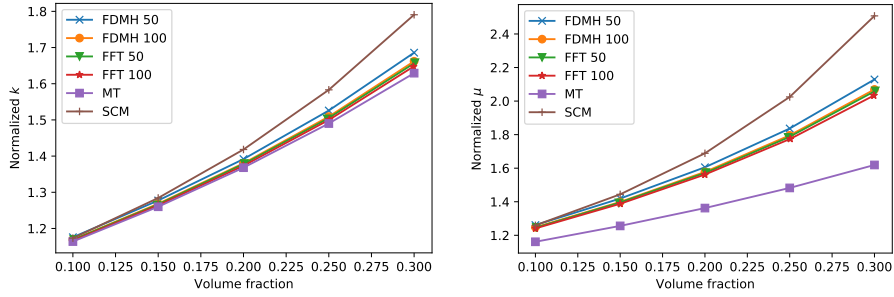 1.8
1.7
1.6
1.5
1.4
1.3
1.2
Normalized k
FDMH 50
FDMH 100
FFT 50
FFT 100
MT
SCM
0.100 0.125 0.150 0.175 0.200 0.225 0.250 0.275 0.300
Volume fraction
2.4
2.2
2.0
1.8
1.6
1.4
1.2
Normalized μ
FDMH 50
FDMH 100
FFT 50
FFT 100
MT
SCM
0.100 0.125 0.150 0.175 0.200 0.225 0.250 0.275 0.300
Volume fraction